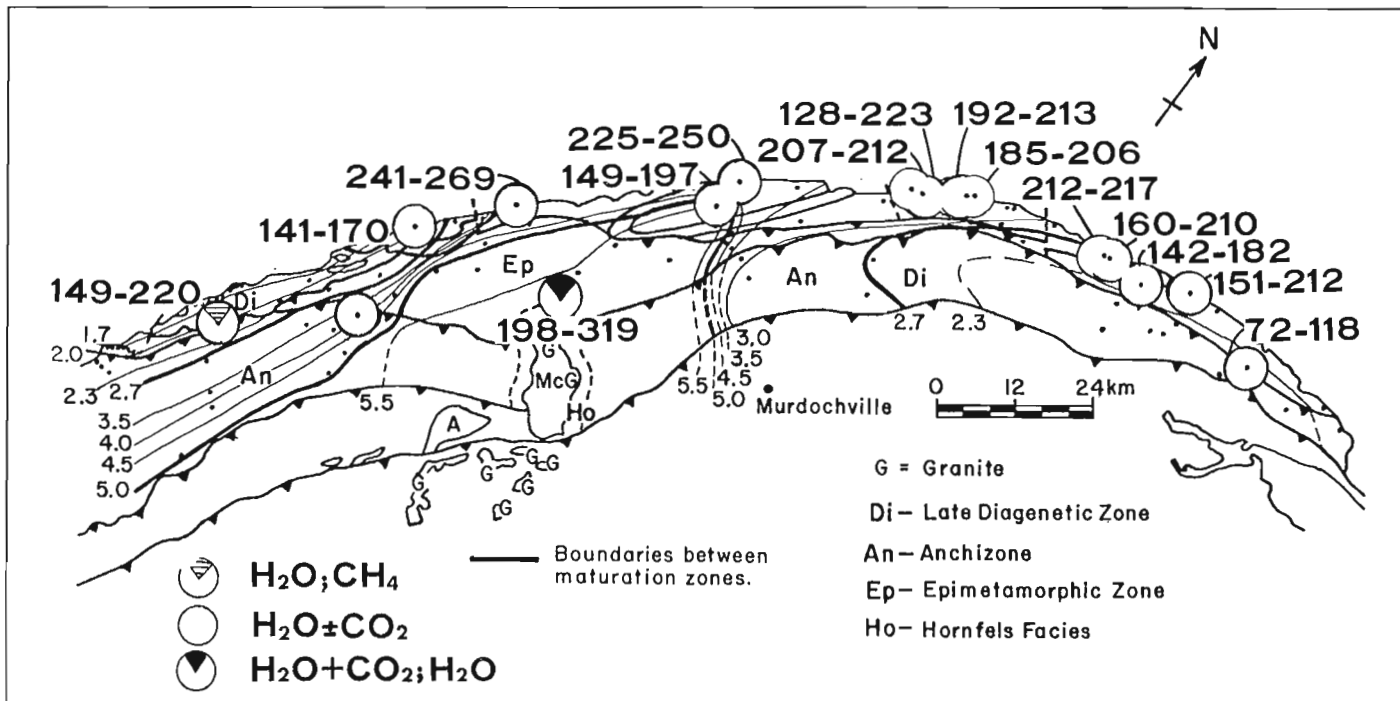 N
128-223
192-213
225-250
207-212
185-206
241-269
149-197
212-217
141-170
160-210
142-182
149-220
Di
Ep
An
Di
151-212
1.7
2.0
198-319
2.7
2.3
72-118
2.3
2.7
An
G
3.0
3.5
McG
4.5
5.5
5.5
5.0
0 12 24km
3.5
Ho
Murdochville
4.0
A
4.5
G
G
G
G
G
G
5.0
G = Granite
Di- Late Diagenetic Zone
An- Anchizone
Ep- Epimetamorphic Zone
Ho- Hornfels Facies
Boundaries between
maturation zones.
H₂O;CH₄
H₂O±CO₂
H₂O+CO₂;H₂O